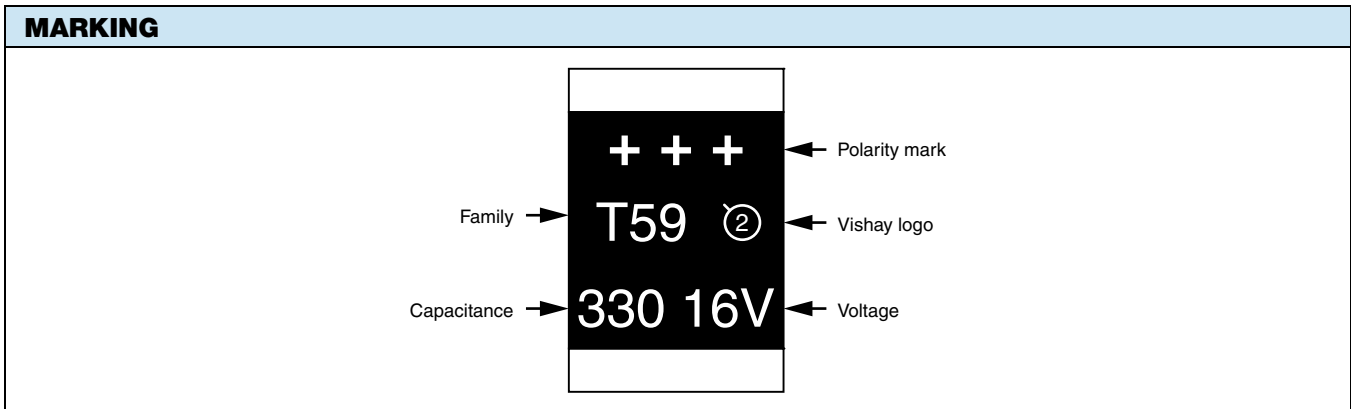 MARKING
+ + +
Polarity mark
Family
T59 2
Vishay logo
Capacitance
330 16V
Voltage